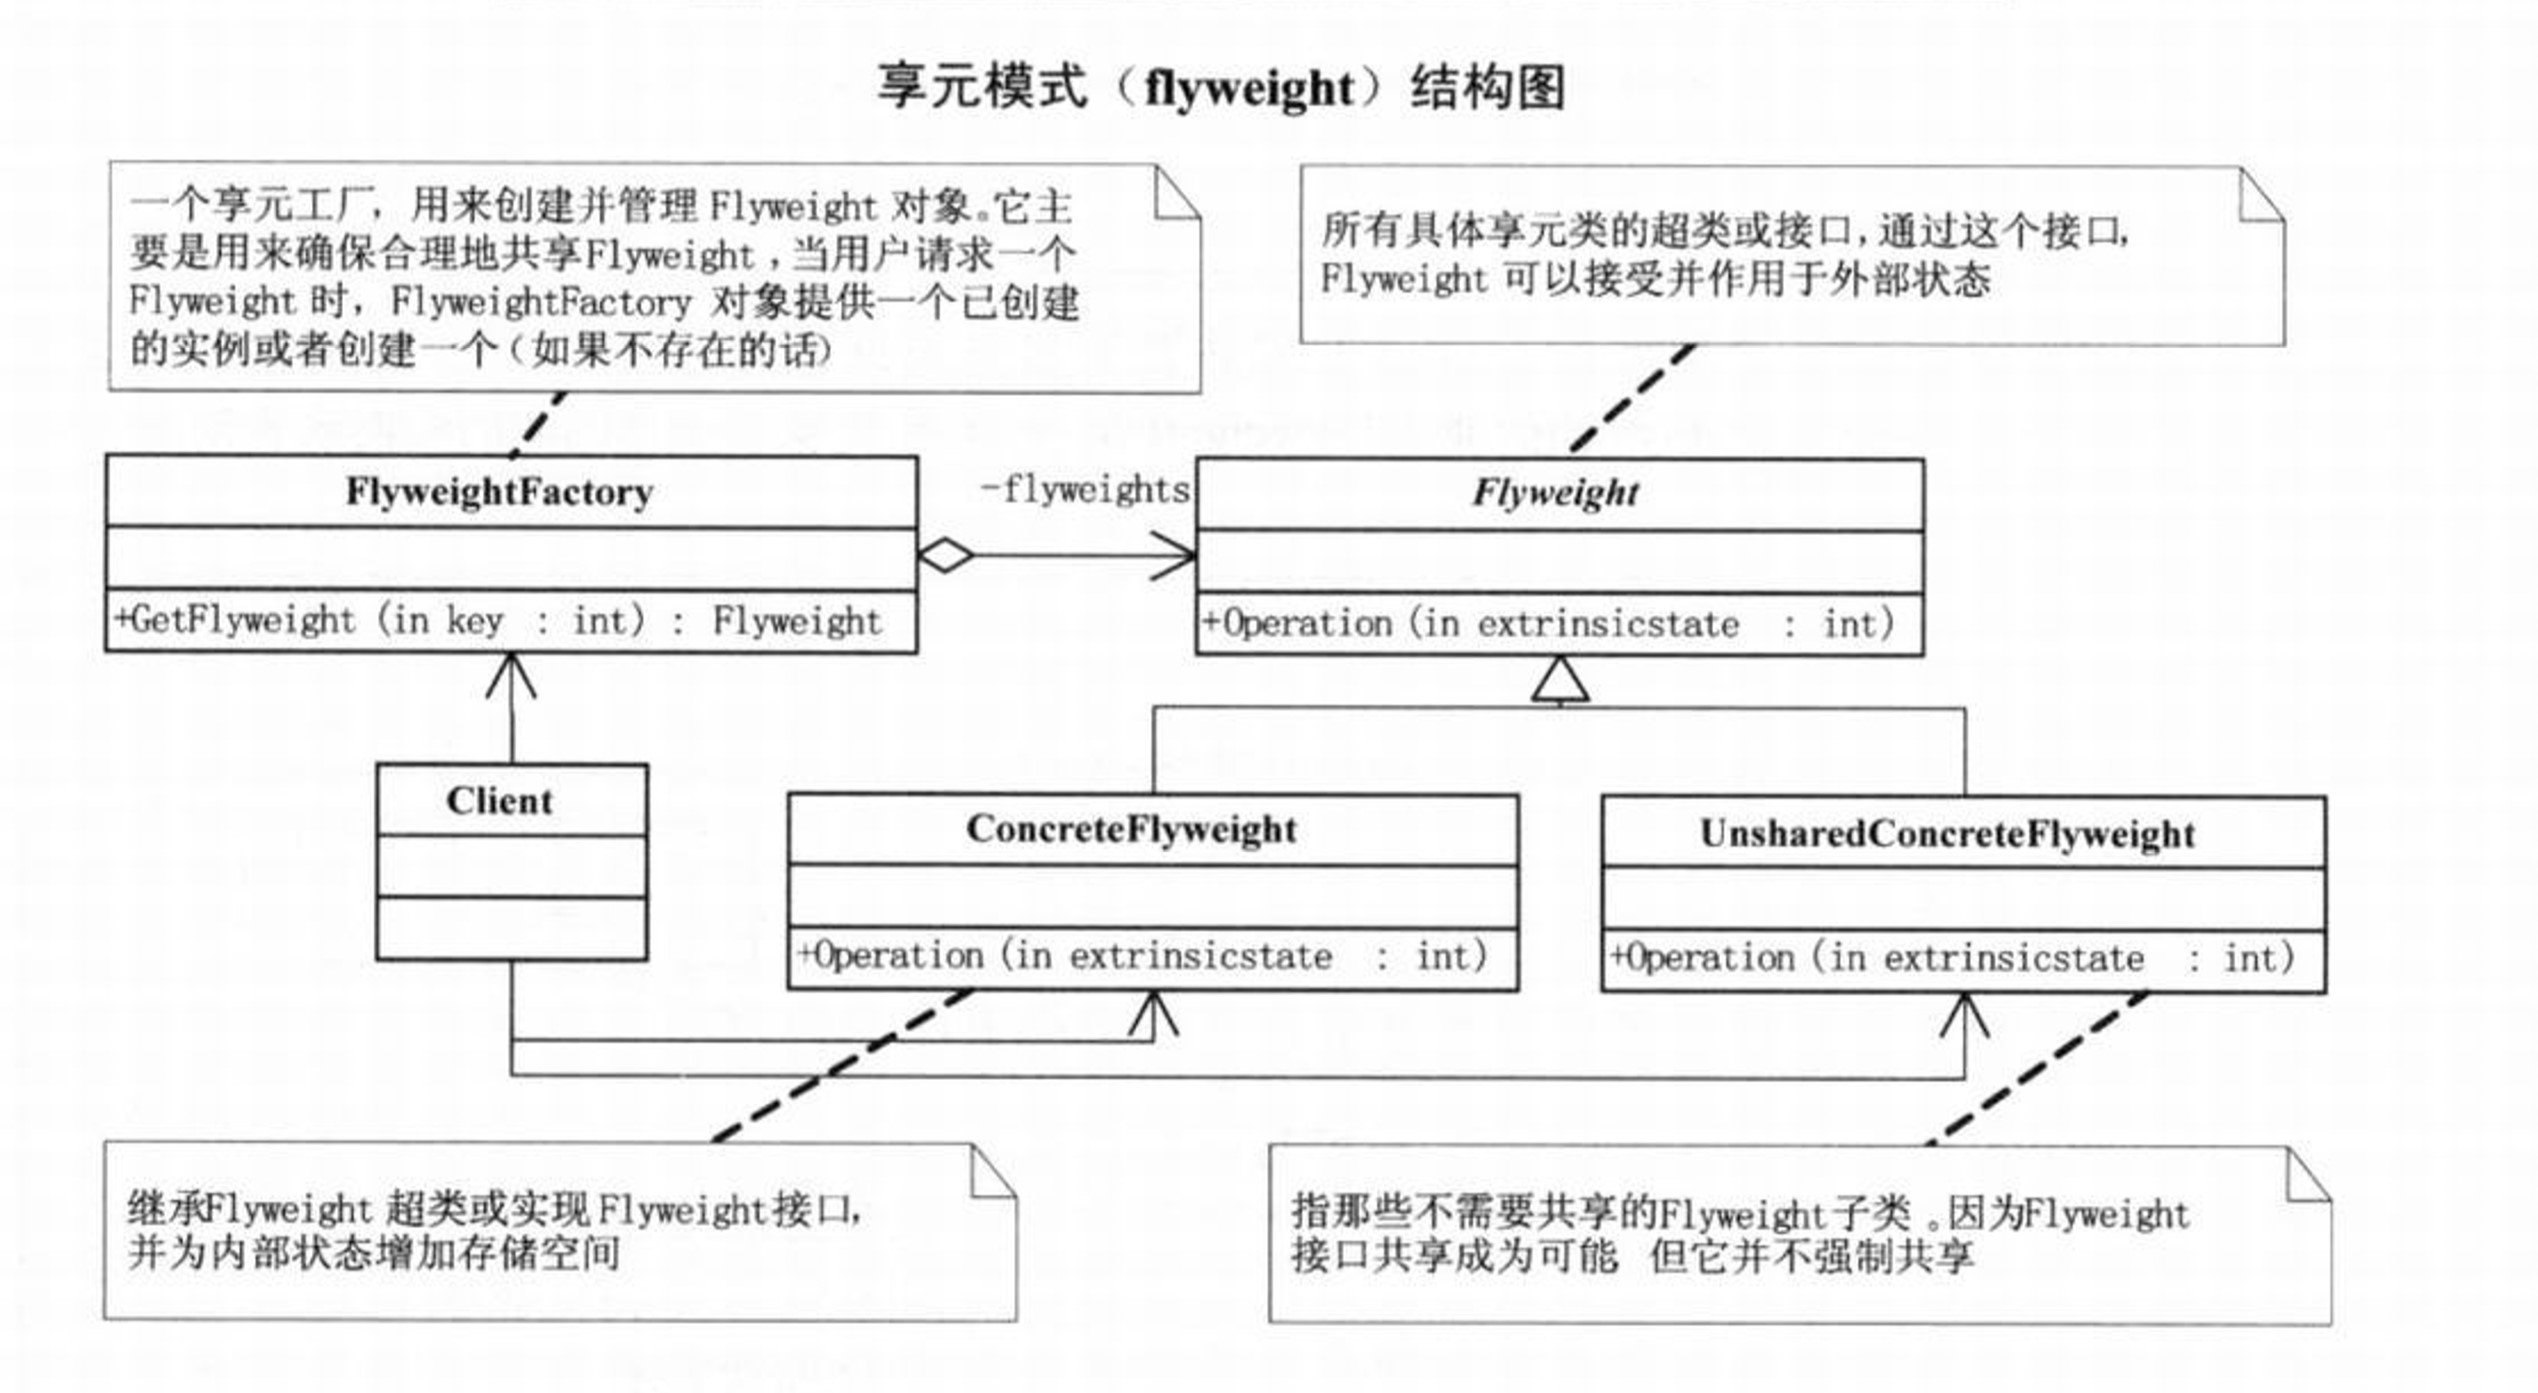 享元模式（flyweight）结构图
一个享元工厂，用来创建并管理 Flyweight 对象。它主
要是用来确保合理地共享Flyweight，当用户请求一个
Flyweight 时，FlyweightFactory 对象提供一个已创建
的实例或者创建一个（如果不存在的话）
所有具体享元类的超类或接口，通过这个接口，
Flyweight 可以接受并作用于外部状态
FlyweightFactory
+GetFlyweight (in key : int) : Flyweight
-flyweights
Flyweight
+Operation (in extrinsicstate : int)
Client
ConcreteFlyweight
+Operation (in extrinsicstate : int)
UnsharedConcreteFlyweight
+Operation (in extrinsicstate : int)
继承Flyweight 超类或实现 Flyweight接口，
并为内部状态增加存储空间
指那些不需要共享的Flyweight子类。因为Flyweight
接口共享成为可能 但它并不强制共享